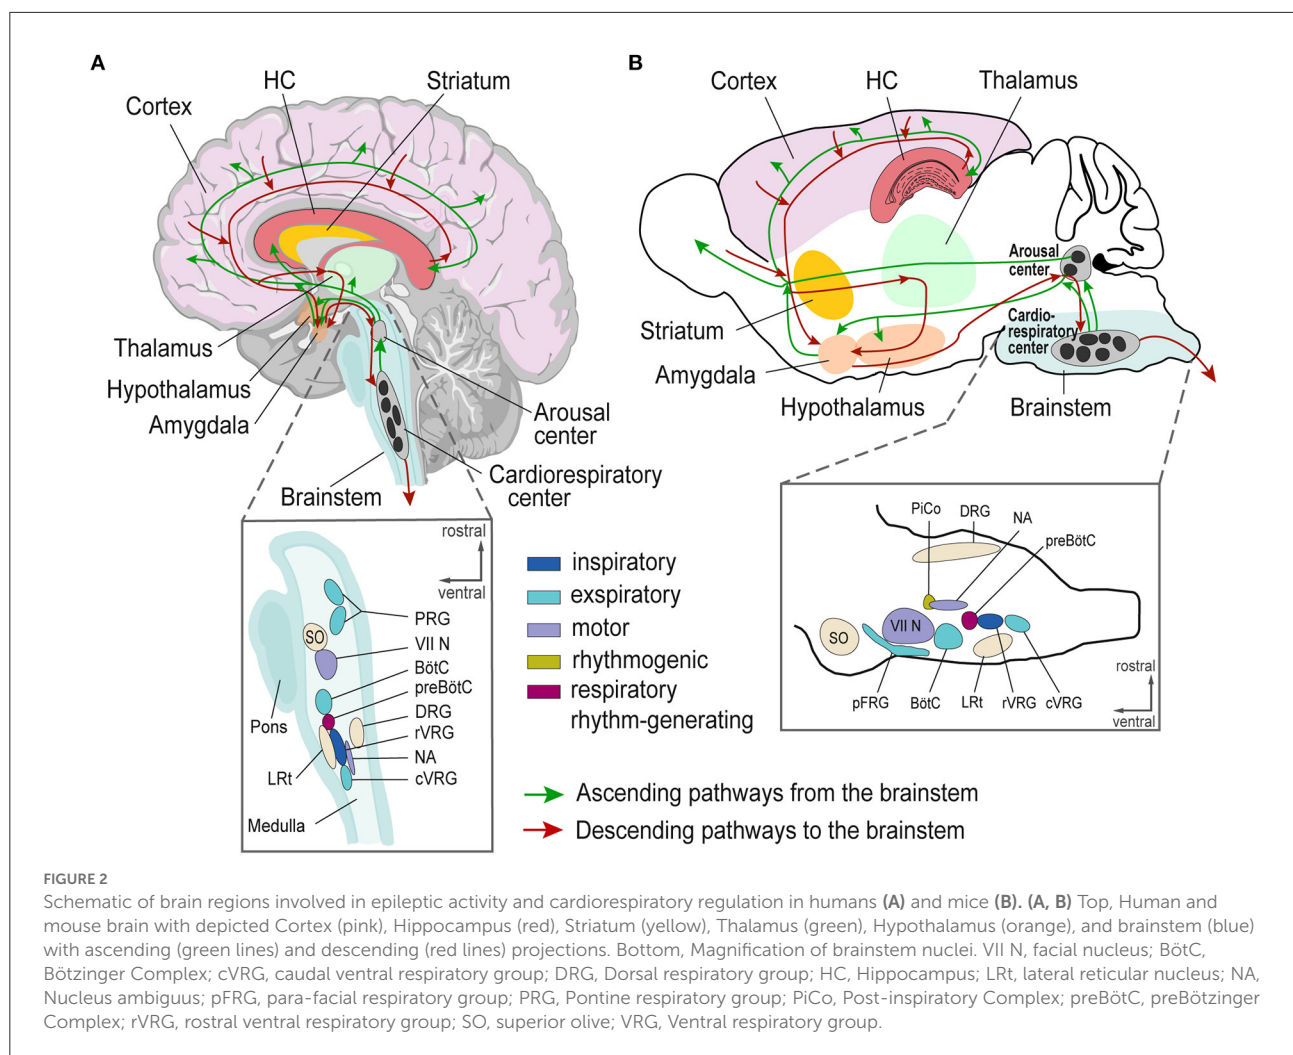 A
HC
Striatum
Cortex
Thalamus
Hypothalamus
Amygdala
Arousal
center
Cardiorespiratory
center
Brainstem
B
Cortex
HC
Thalamus
Arousal
center
Cardio-
respiratory
center
Striatum
Amygdala
Hypothalamus
Brainstem
rostral
ventral
PRG
SO
VII N
BötC
preBötC
DRG
rVRG
NA
cVRG
Pons
LRt
Medulla
inspiratory
exspiratory
motor
rhythmogenic
respiratory
rhythm-generating
PiCo
DRG
NA
preBötC
SO
VII N
pFRG
BötC
LRt
rVRG
cVRG
rostral
ventral
Ascending pathways from the brainstem
Descending pathways to the brainstem
FIGURE 2
Schematic of brain regions involved in epileptic activity and cardiorespiratory regulation in humans (A) and mice (B). (A, B) Top, Human and
mouse brain with depicted Cortex (pink), Hippocampus (red), Striatum (yellow), Thalamus (green), Hypothalamus (orange), and brainstem (blue)
with ascending (green lines) and descending (red lines) projections. Bottom, Magnification of brainstem nuclei. VII N, facial nucleus; BötC,
Bötzinger Complex; cVRG, caudal ventral respiratory group; DRG, Dorsal respiratory group; HC, Hippocampus; LRt, lateral reticular nucleus; NA,
Nucleus ambiguus; pFRG, para-facial respiratory group; PRG, Pontine respiratory group; PiCo, Post-inspiratory Complex; preBötC, preBötzinger
Complex; rVRG, rostral ventral respiratory group; SO, superior olive; VRG, Ventral respiratory group.